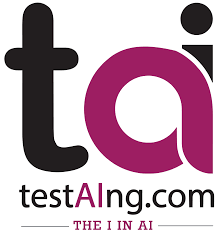 tai
testAIng.com
THE I IN AI